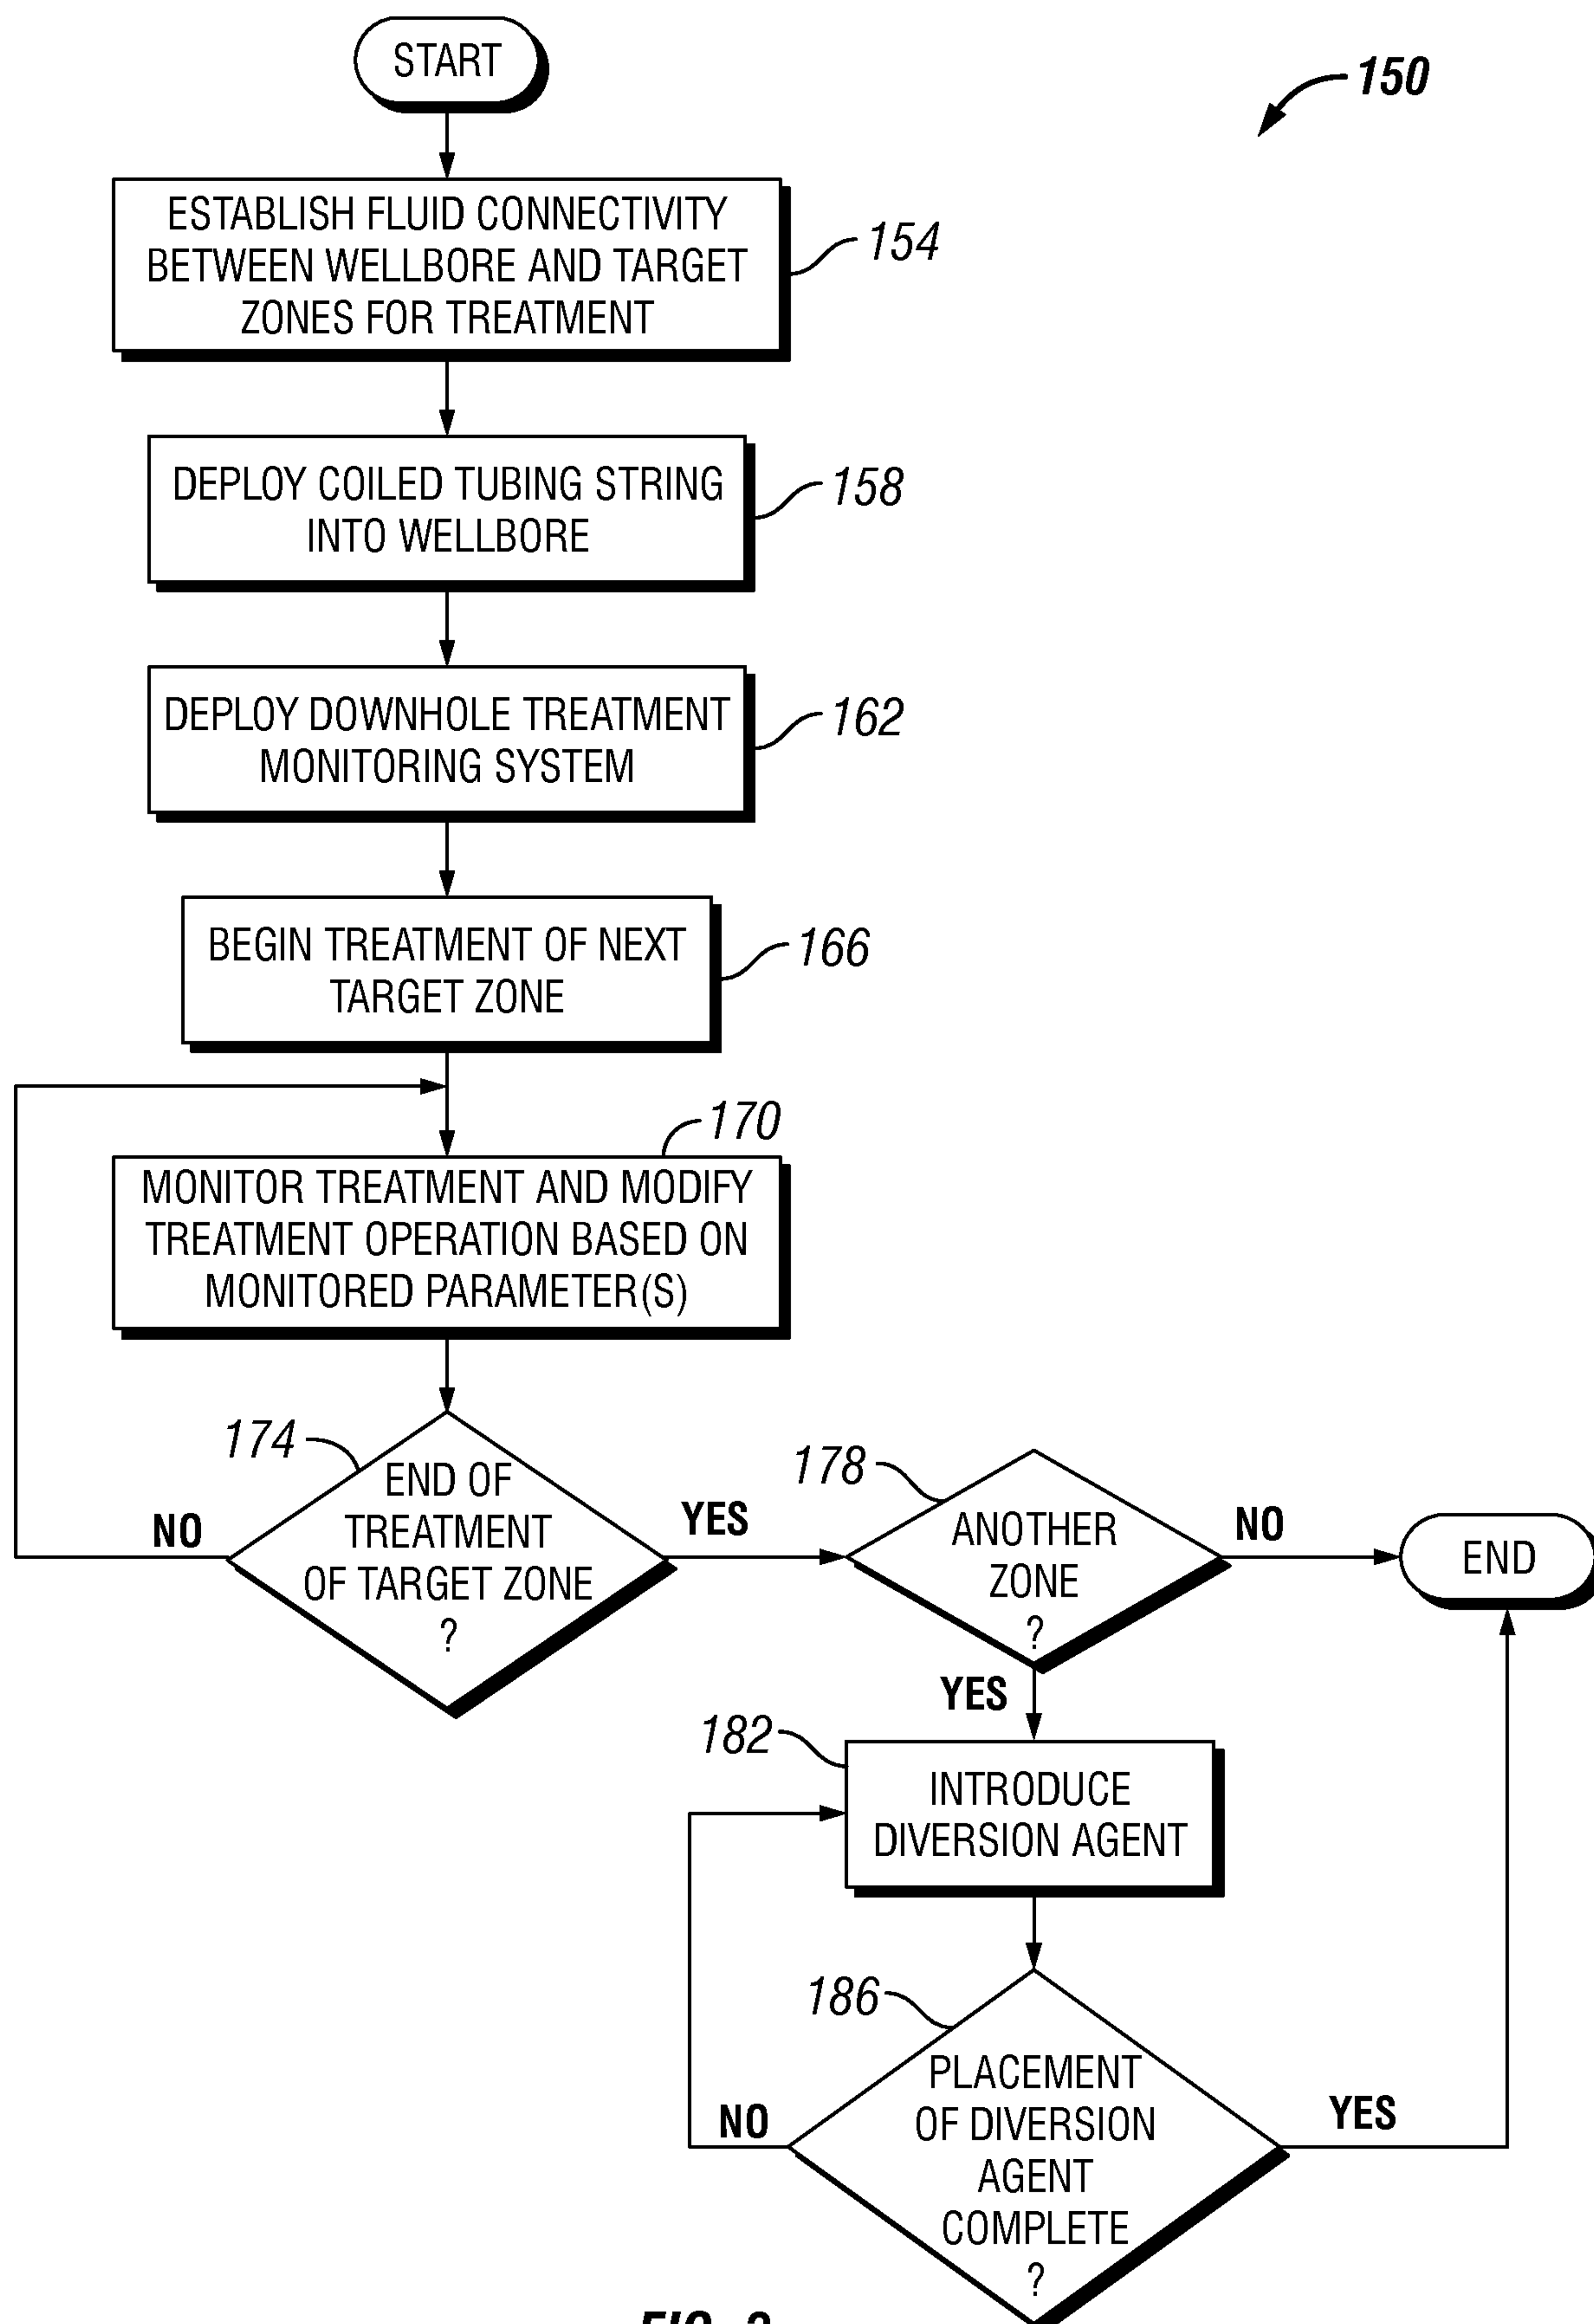 START
150
ESTABLISH FLUID CONNECTIVITY
BETWEEN WELLBORE AND TARGET
ZONES FOR TREATMENT
154
DEPLOY COILED TUBING STRING
INTO WELLBORE
158
DEPLOY DOWNHOLE TREATMENT
MONITORING SYSTEM
162
BEGIN TREATMENT OF NEXT
TARGET ZONE
166
170
MONITOR TREATMENT AND MODIFY
TREATMENT OPERATION BASED ON
MONITORED PARAMETER(S)
174
END OF
TREATMENT
OF TARGET ZONE
?
NO
YES
178
ANOTHER
ZONE
?
NO
END
YES
182
INTRODUCE
DIVERSION AGENT
186
PLACEMENT
OF DIVERSION
AGENT
COMPLETE
?
NO
YES
FIG.